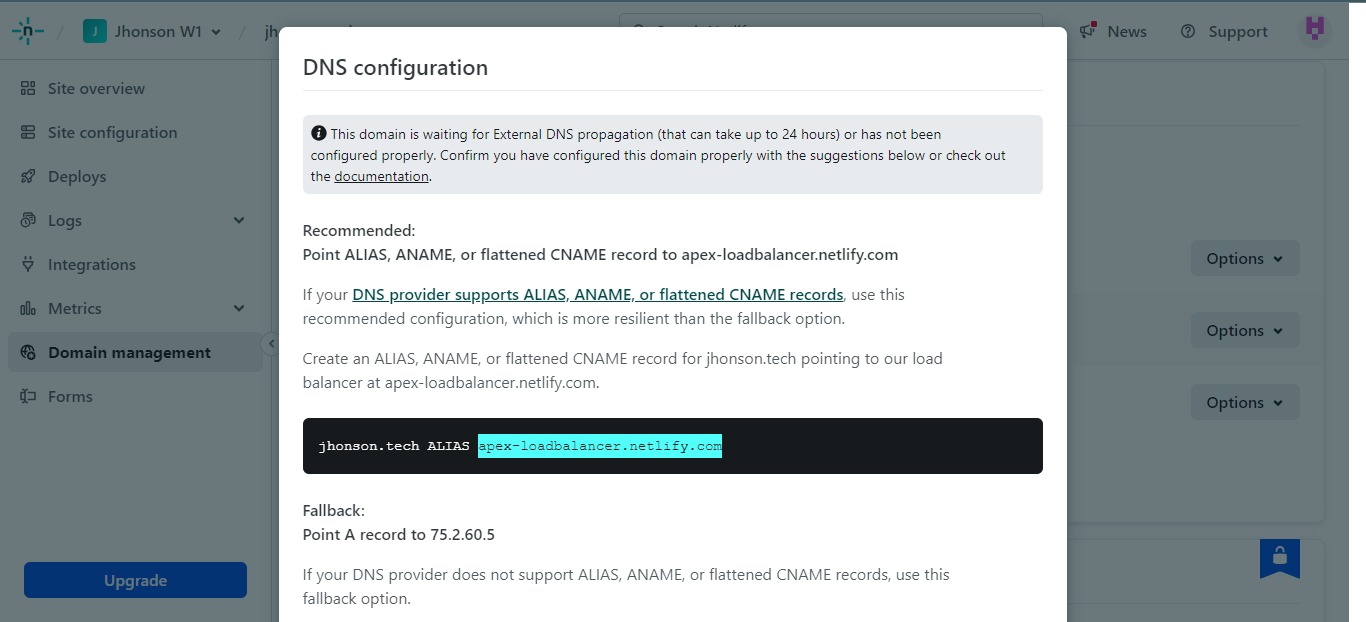 J Jhonson W1
jh
News
Support
Site overview
Site configuration
Deploys
Logs
Integrations
Metrics
Domain management
Forms
Upgrade
DNS configuration
This domain is waiting for External DNS propagation (that can take up to 24 hours) or has not been
configured properly. Confirm you have configured this domain properly with the suggestions below or check out
the documentation.
Recommended:
Point ALIAS, ANAME, or flattened CNAME record to apex-loadbalancer.netlify.com
If your DNS provider supports ALIAS, ANAME, or flattened CNAME records, use this
recommended configuration, which is more resilient than the fallback option.
Create an ALIAS, ANAME, or flattened CNAME record for jhonson.tech pointing to our load
balancer at apex-loadbalancer.netlify.com.
jhonson.tech ALIAS apex-loadbalancer.netlify.com
Fallback:
Point A record to 75.2.60.5
If your DNS provider does not support ALIAS, ANAME, or flattened CNAME records, use this
fallback option.
Options
Options
Options